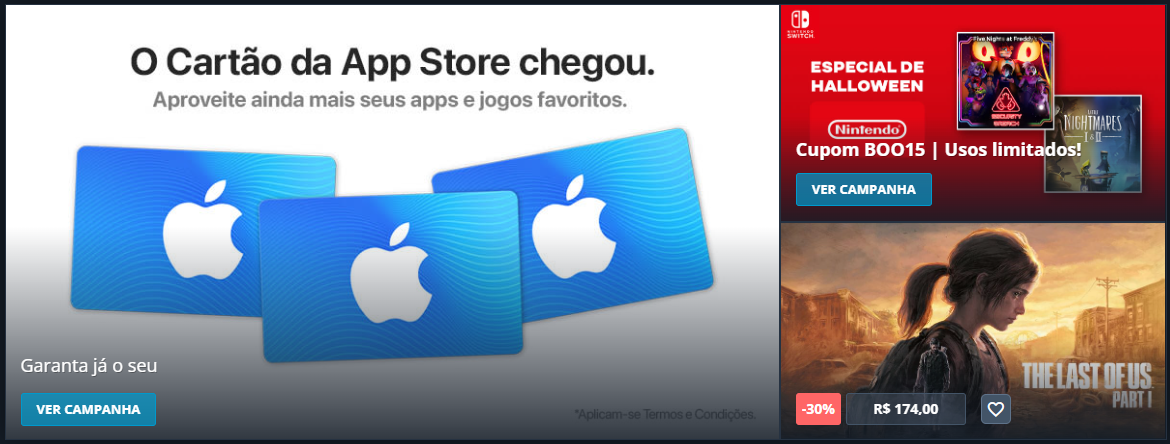 O Cartão da App Store chegou.
Aproveite ainda mais seus apps e jogos favoritos.
Garanta já o seu
VER CAMPANHA
*Aplicam-se Termos e Condições.
NINTENDO
SWITCH
ESPECIAL DE
HALLOWEEN
Nintendo
Five Nights at Freddy's
SECURITY
BREACH
LITTLE
NIGHTMARES
I & II
Cupom BOO15 | Usos limitados!
VER CAMPANHA
THE LAST OF US
PART I
-30%
R$ 174,00